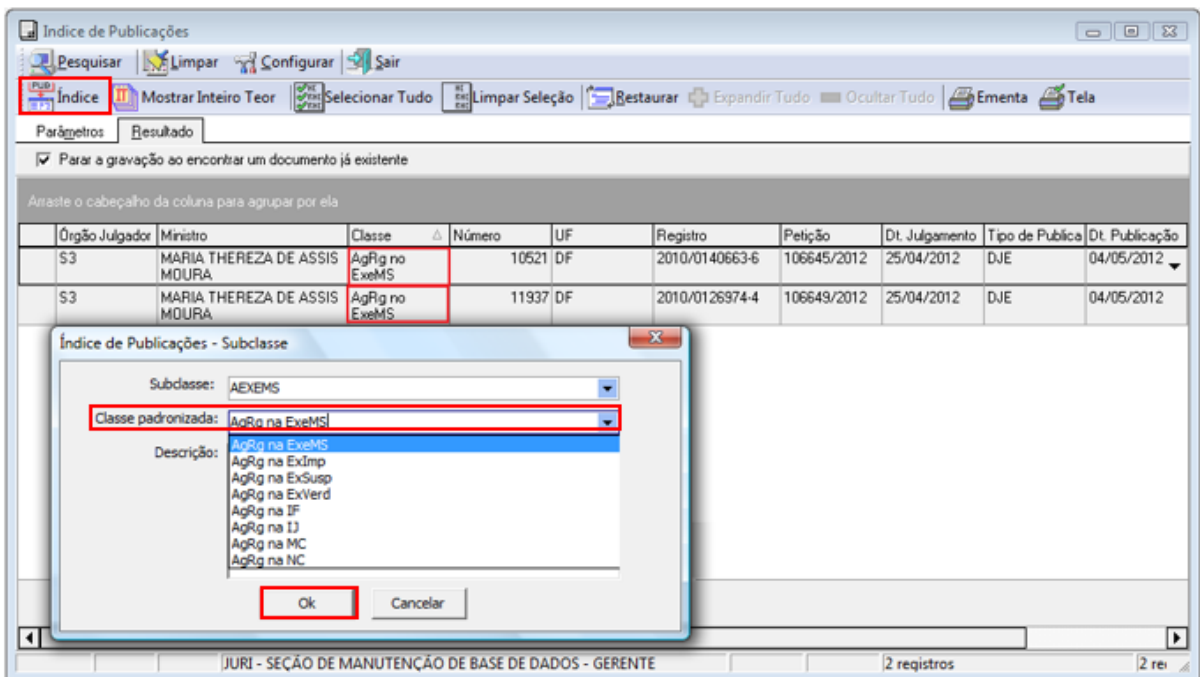 Indice de Publicações
Pesquisar Limpar Configurar Sair
PUB Índice Mostrar Inteiro Teor Selecionar Tudo Limpar Seleção Restaurar Expandir Tudo Ocultar Tudo Ementa Tela
Parâmetros Resultado
Parar a gravação ao encontrar um documento já existente
Arraste o cabeçalho da coluna para agrupar por ela
Órgão Julgador Ministro Classe Número UF Registro Petição Dt. Julgamento Tipo de Publica Dt. Publicação
S3 MARIA THEREZA DE ASSIS AgRg no 10521 DF 2010/0140663-6 106645/2012 25/04/2012 DJE 04/05/2012
MOURA ExeMS
S3 MARIA THEREZA DE ASSIS AgRg no 11937 DF 2010/0126974-4 106649/2012 25/04/2012 DJE 04/05/2012
MOURA ExeMS
Índice de Publicações - Subclasse
Subclasse: AEXEMS
Classe padronizada: AgRg na ExeMS
Descrição: AgRg na ExeMS
AgRg na ExImp
AgRg na ExSusp
AgRg na ExVerd
AgRg na IF
AgRg na IJ
AgRg na MC
AgRg na NC
Ok Cancelar
JURI - SEÇÃO DE MANUTENÇÃO DE BASE DE DADOS - GERENTE 2 registros 2 re